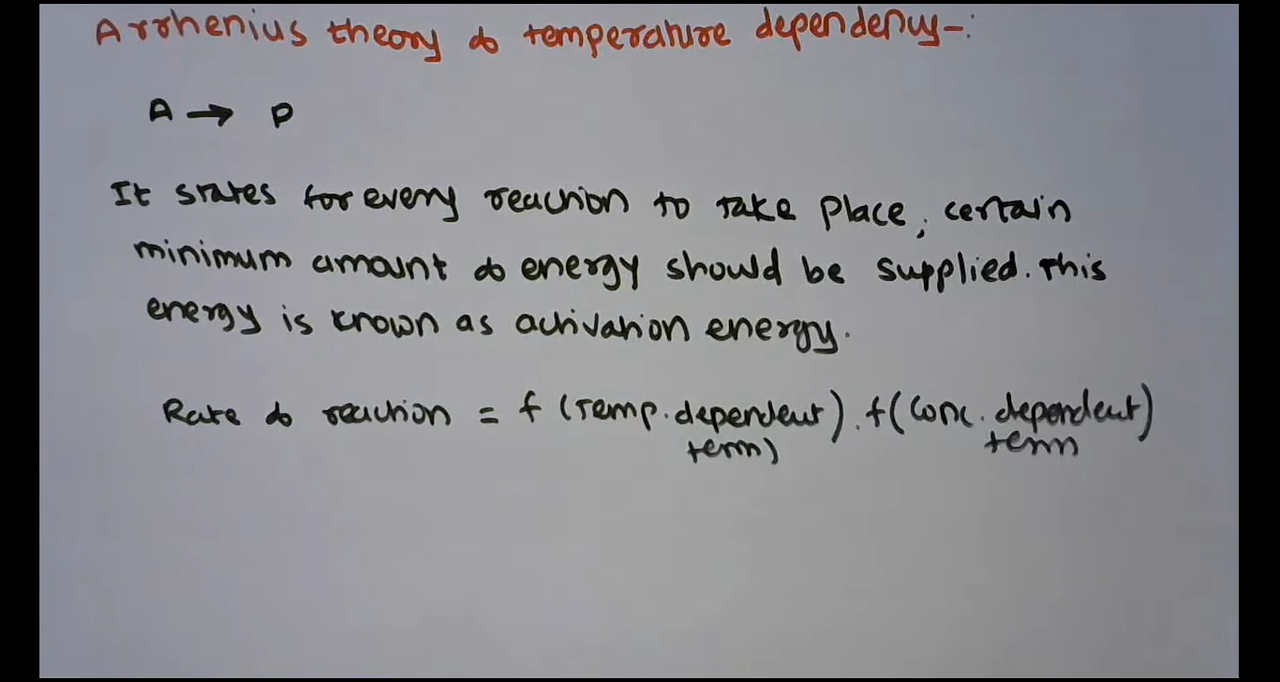 Arrhenius theory of temperature dependency-:
A → P
It states for every reaction to take place, certain
minimum amount of energy should be supplied. This
energy is known as activation energy.
Rate of reaction = f (Temp. dependent term) . f (conc. dependent term)